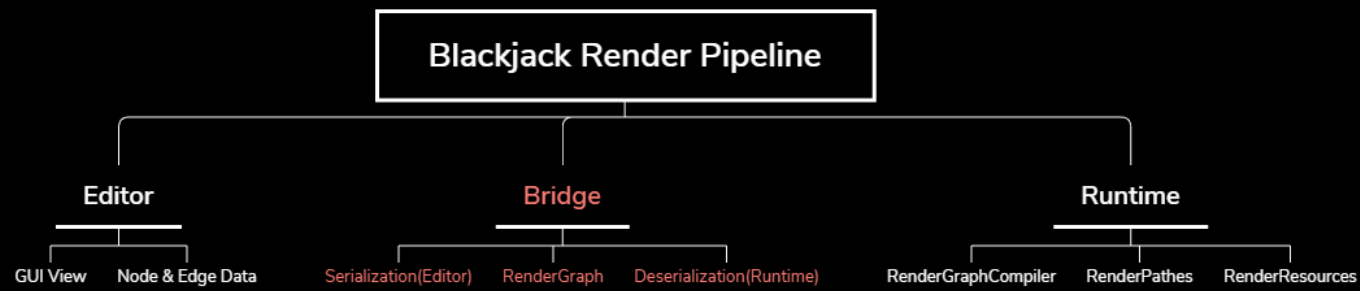 Blackjack Render Pipeline
Editor
Bridge
Runtime
GUI View
Node & Edge Data
Serialization(Editor)
RenderGraph
Deserialization(Runtime)
RenderGraphCompiler
RenderPathes
RenderResources